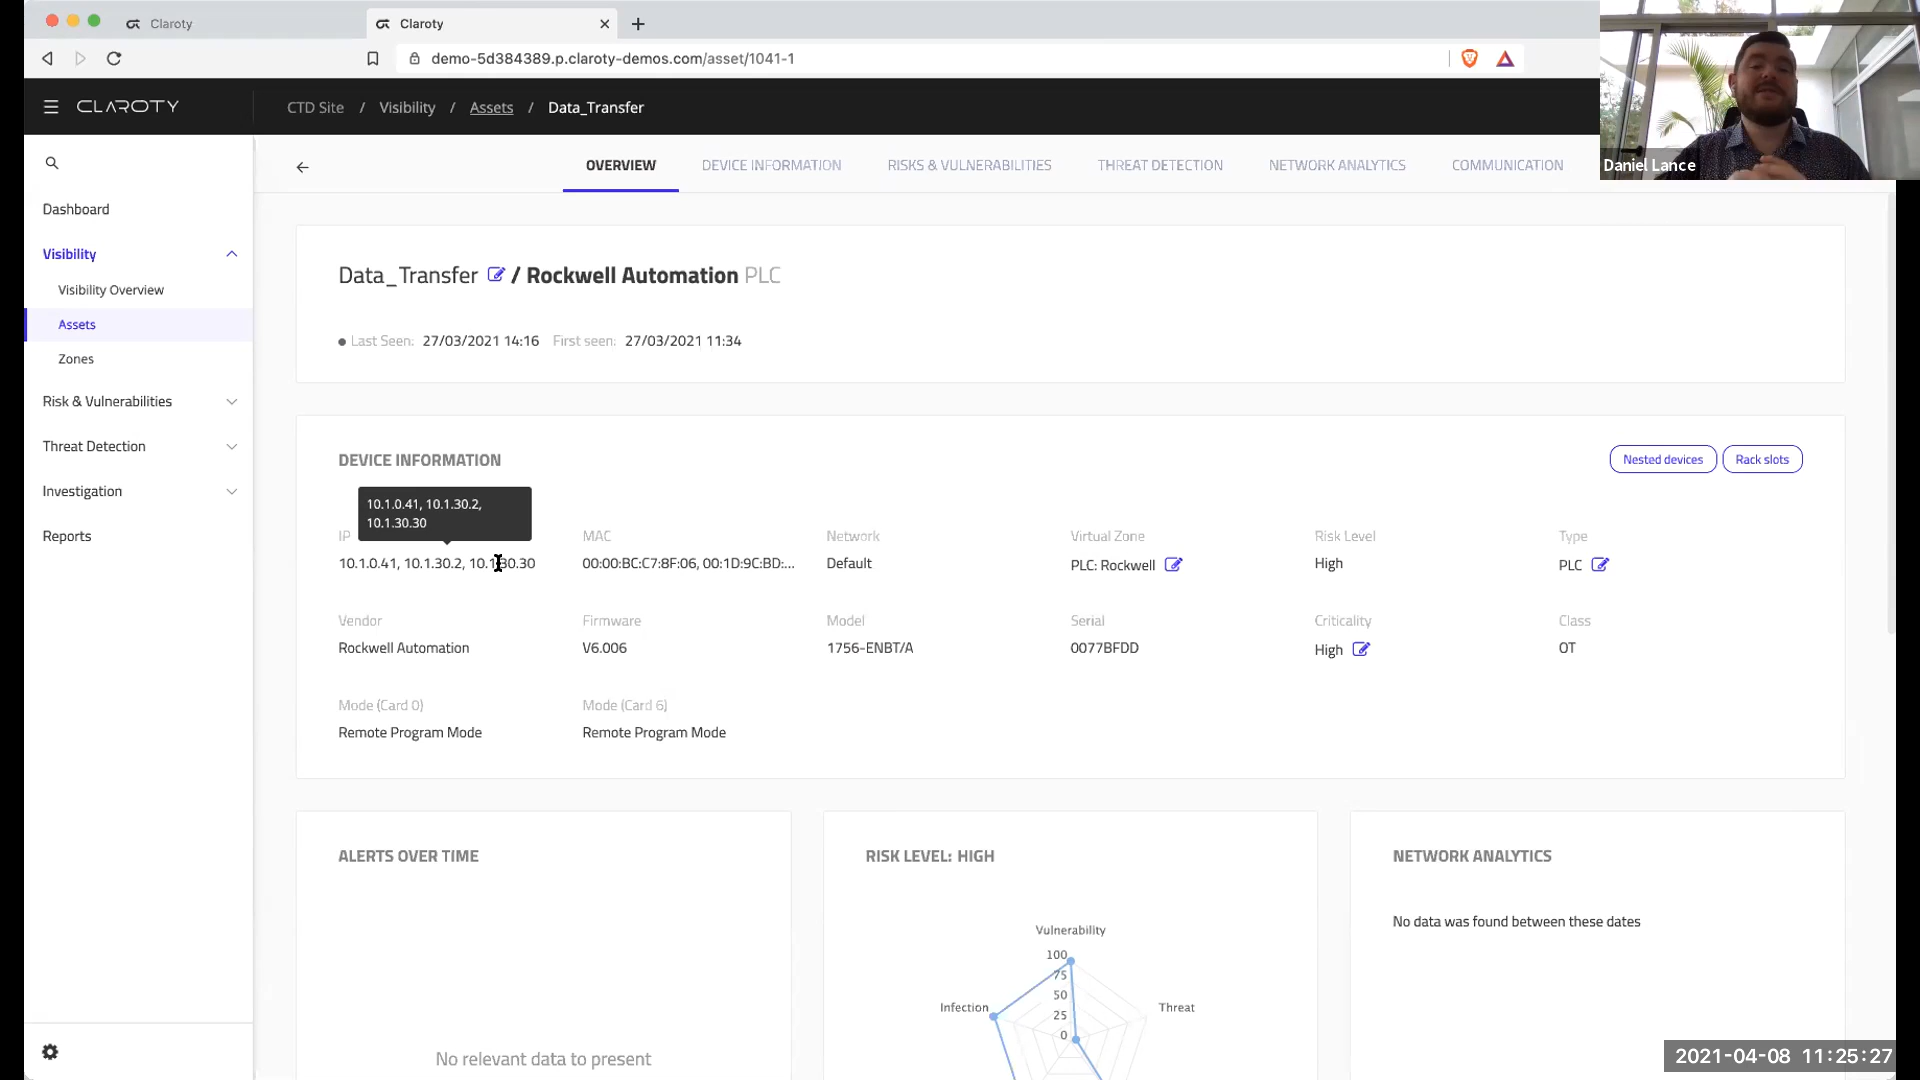 Claroty
Claroty
demo-5d384389.p.claroty-demos.com/asset/1041-1
CLAROTY
CTD Site / Visibility / Assets / Data_Transfer
Daniel Lance
OVERVIEW
DEVICE INFORMATION
RISKS & VULNERABILITIES
THREAT DETECTION
NETWORK ANALYTICS
COMMUNICATION
Dashboard
Visibility
Visibility Overview
Assets
Zones
Risk & Vulnerabilities
Threat Detection
Investigation
Reports
Data_Transfer / Rockwell Automation PLC
Last Seen: 27/03/2021 14:16 First seen: 27/03/2021 11:34
DEVICE INFORMATION
Nested devices
Rack slots
10.1.0.41, 10.1.30.2,
10.1.30.30
IP
10.1.0.41, 10.1.30.2, 10.1.30.30
MAC
00:00:BC:C7:8F:06, 00:1D:9C:BD:...
Network
Default
Virtual Zone
PLC: Rockwell
Risk Level
High
Type
PLC
Vendor
Rockwell Automation
Firmware
V6.006
Model
1756-ENBT/A
Serial
0077BFDD
Criticality
High
Class
OT
Mode (Card 0)
Remote Program Mode
Mode (Card 6)
Remote Program Mode
ALERTS OVER TIME
No relevant data to present
RISK LEVEL: HIGH
Vulnerability
100
75
50
25
0
Infection
Threat
NETWORK ANALYTICS
No data was found between these dates
2021-04-08 11:25:27